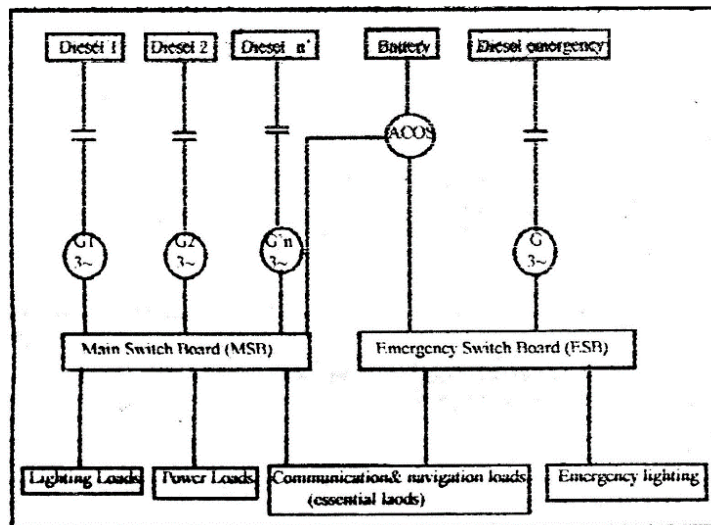 Diesel 1
Diesel 2
Diesel n'
Battery
Diesel emergency
ACOS
G1
3~
G2
3~
G'n
3~
G
3~
Main Switch Board (MSB)
Emergency Switch Board (ESB)
Lighting Loads
Power Loads
Communication& navigation loads
(essential laods)
Emergency lighting